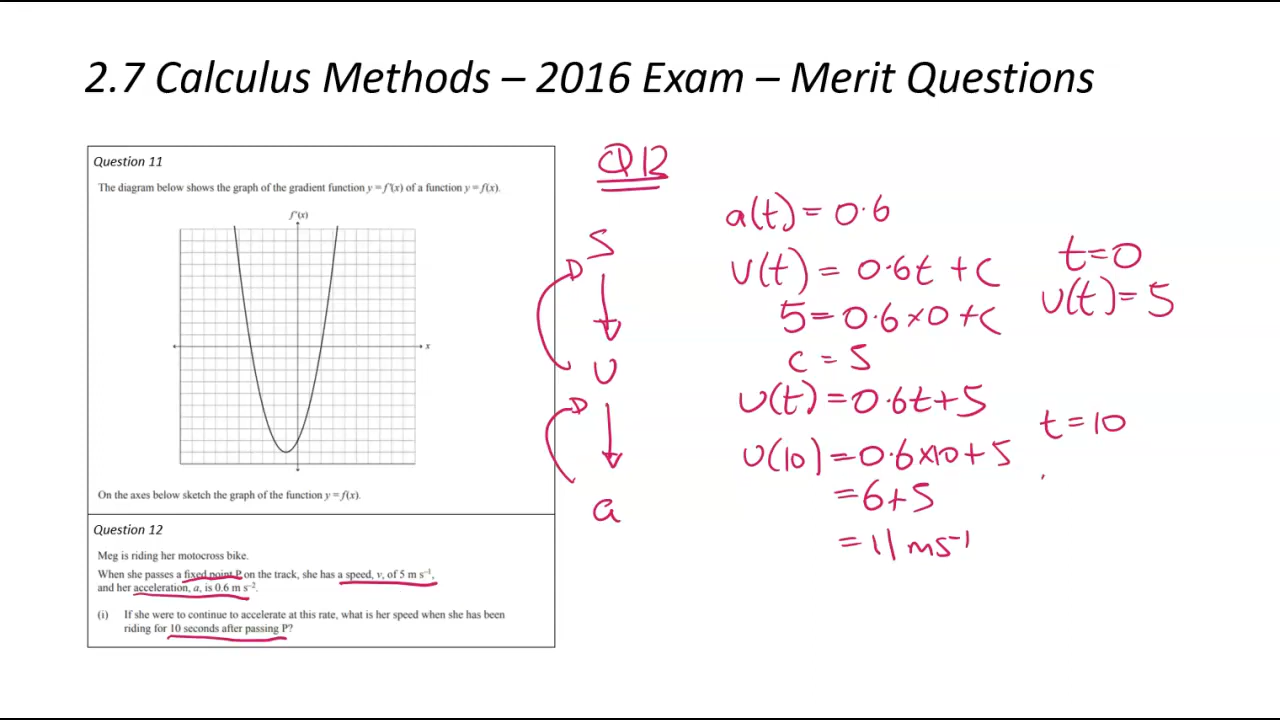 2.7 Calculus Methods – 2016 Exam – Merit Questions
Question 11
The diagram below shows the graph of the gradient function y = f'(x) of a function y = f(x).
f'(x)
x
On the axes below sketch the graph of the function y = f(x).
Question 12
Meg is riding her motocross bike.
When she passes a fixed point P on the track, she has a speed, v, of 5 m s⁻¹,
and her acceleration, a, is 0.6 m s⁻².
(i) If she were to continue to accelerate at this rate, what is her speed when she has been
riding for 10 seconds after passing P?
Q12
S
v
a
a(t) = 0.6
v(t) = 0.6t + c
5 = 0.6 × 0 + c
c = 5
v(t) = 0.6t + 5
v(10) = 0.6 × 10 + 5
= 6 + 5
= 11 ms⁻¹
t = 0
v(t) = 5
t = 10